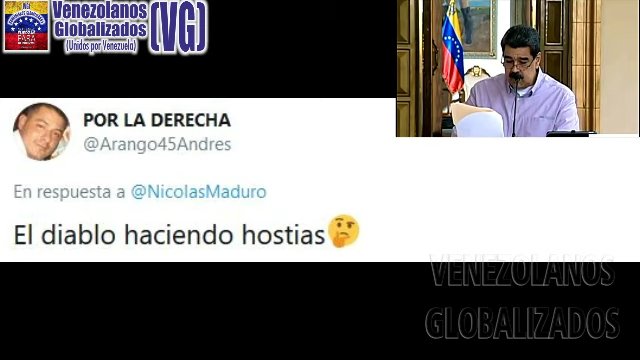 Venezolanos
Globalizados
(Unidos por Venezuela)
(VG)
POR LA DERECHA
@Arango45Andres
En respuesta a @NicolasMaduro
El diablo haciendo hostias🤔
VENEZOLANOS
GLOBALIZADOS